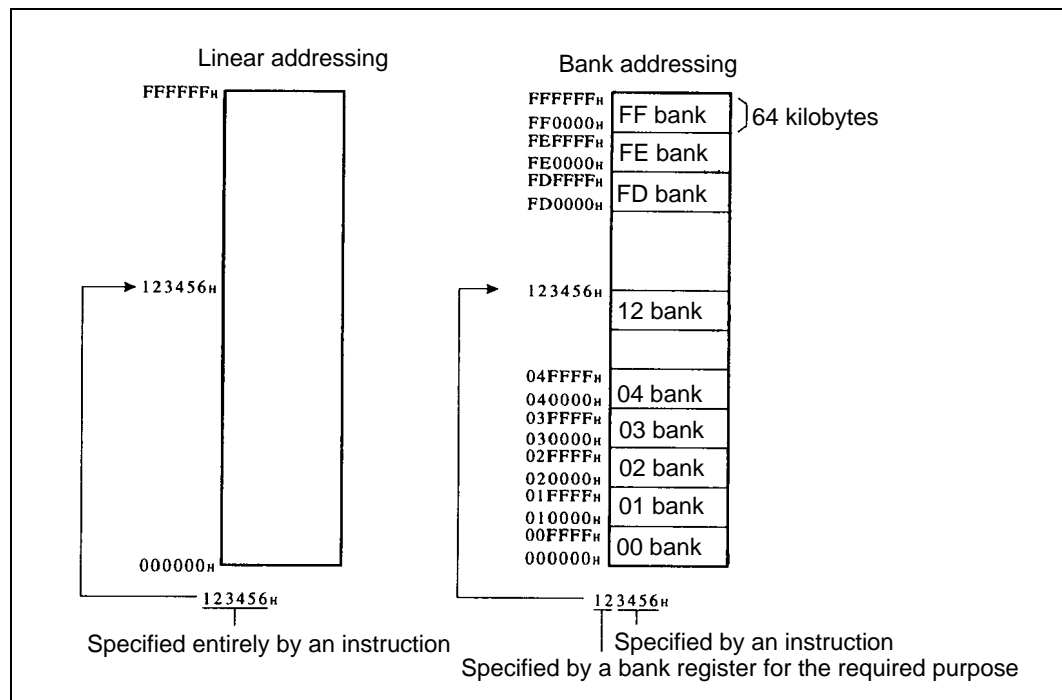 Linear addressing
FFFFFFH
123456H
000000H
123456H
Specified entirely by an instruction
Bank addressing
FFFFFFH
FF bank
64 kilobytes
FF0000H
FEFFFFH
FE bank
FE0000H
FDFFFFH
FD bank
FD0000H
123456H
12 bank
04FFFFH
04 bank
040000H
03FFFFH
03 bank
030000H
02FFFFH
02 bank
020000H
01FFFFH
01 bank
010000H
00FFFFH
00 bank
000000H
123456H
Specified by an instruction
Specified by a bank register for the required purpose